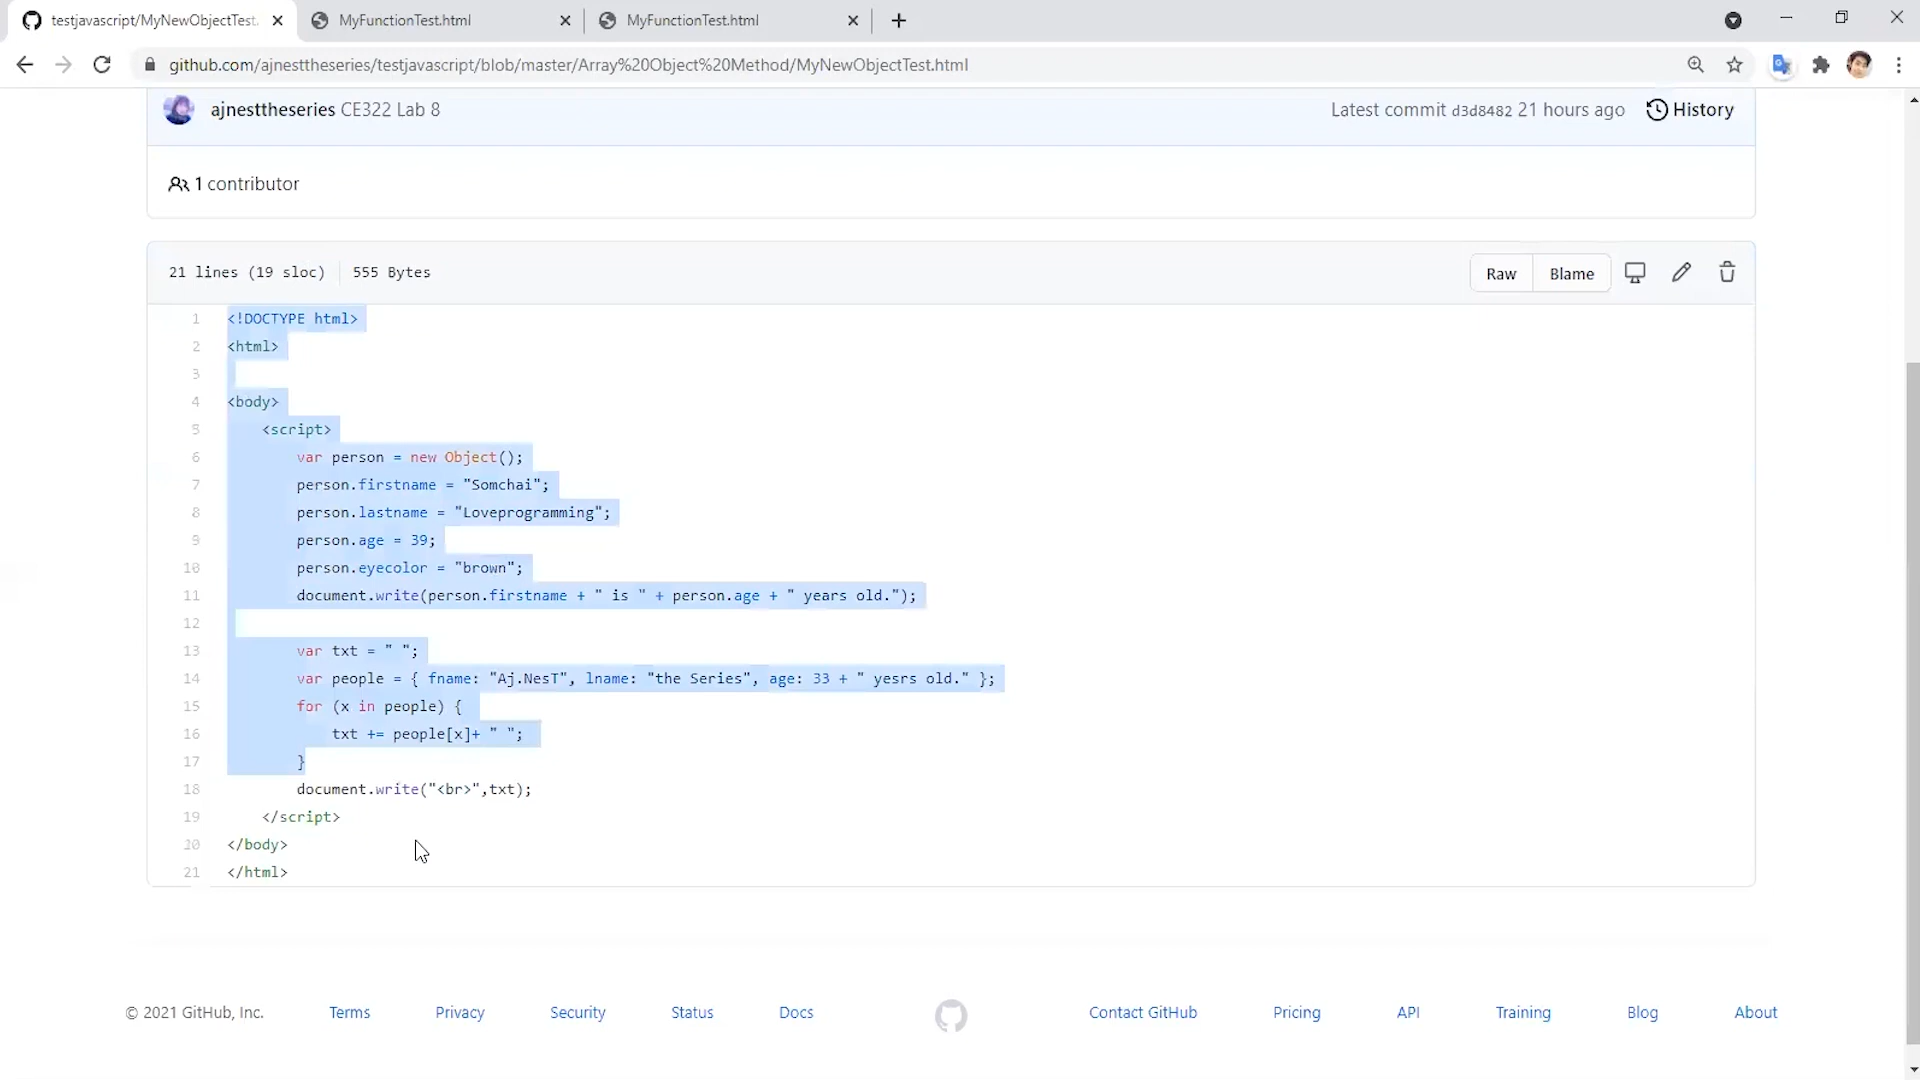 testjavascript/MyNewObjectTest.
MyFunctionTest.html
MyFunctionTest.html
github.com/ajnesttheseries/testjavascript/blob/master/Array%20Object%20Method/MyNewObjectTest.html
ajnesttheseries CE322 Lab 8
Latest commit d3d8482 21 hours ago
History
1 contributor
21 lines (19 sloc)
555 Bytes
Raw
Blame
1 <!DOCTYPE html>
2 <html>
3
4 <body>
5 <script>
6 var person = new Object();
7 person.firstname = "Somchai";
8 person.lastname = "Loveprogramming";
9 person.age = 39;
10 person.eyecolor = "brown";
11 document.write(person.firstname + " is " + person.age + " years old.");
12
13 var txt = " ";
14 var people = { fname: "Aj.NesT", lname: "the Series", age: 33 + " yesrs old." };
15 for (x in people) {
16 txt += people[x]+ " ";
17 }
18 document.write("<br>",txt);
19 </script>
20 </body>
21 </html>
© 2021 GitHub, Inc.
Terms
Privacy
Security
Status
Docs
Contact GitHub
Pricing
API
Training
Blog
About